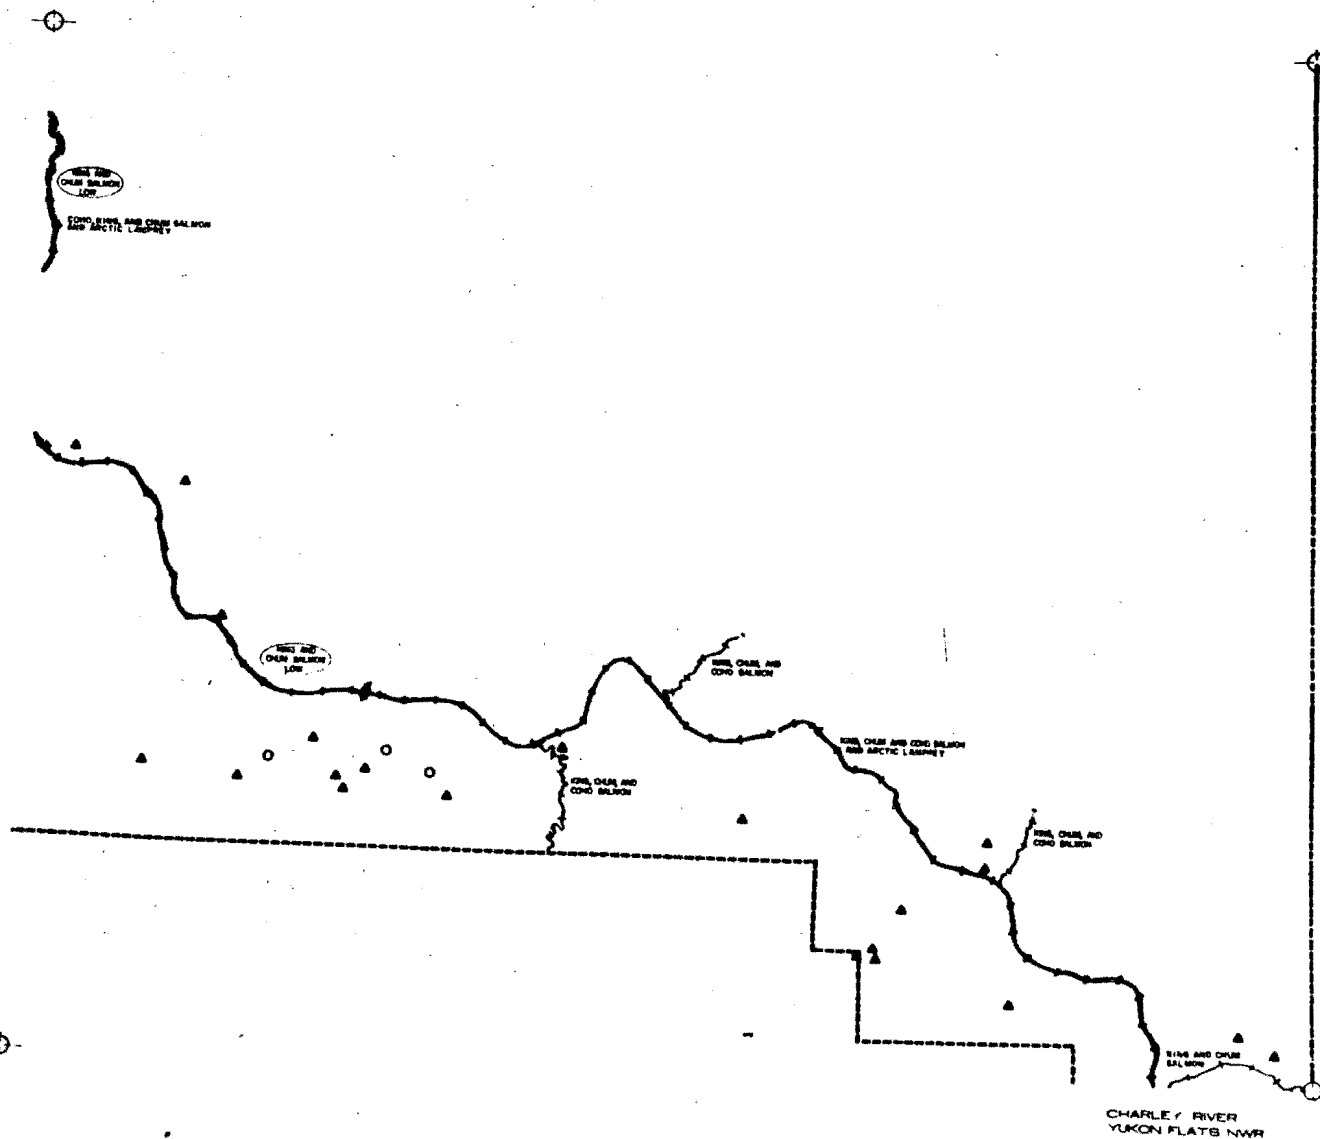 KING AND
CHUM SALMON
LOW
COHO, KING, AND CHUM SALMON
AND ARCTIC LAMPREY
KING AND
CHUM SALMON
LOW
KING, CHUM, AND
COHO SALMON
KING, CHUM AND COHO SALMON
AND ARCTIC LAMPREY
KING, CHUM, AND
COHO SALMON
KING, CHUM, AND
COHO SALMON
KING AND CHUM
SALMON
CHARLEY RIVER
YUKON FLATS NWR